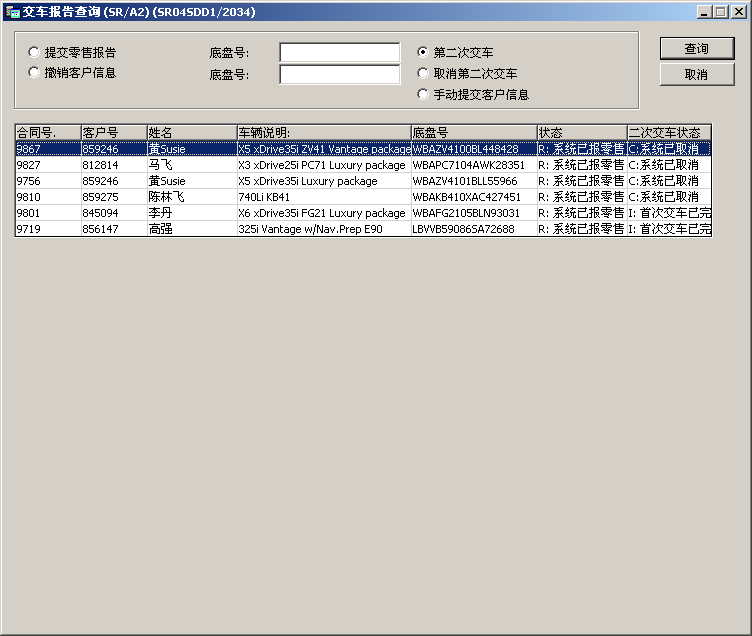 交车报告查询 (SR/A2) (SR04SDD1/2034)
提交零售报告 底盘号: 第二次交车 查询
撤销客户信息 底盘号: 取消第二次交车 取消
手动提交客户信息
合同号. 客户号 姓名 车辆说明: 底盘号 状态 二次交车状态
9867 859246 黄Susie X5 xDrive35i ZV41 Vantage package WBAZV4100BL448428 R: 系统已报零售 C:系统已取消
9827 812814 马飞 X3 xDrive25i PC71 Luxury package WBAPC7104AWK28351 R: 系统已报零售 C:系统已取消
9756 859246 黄Susie X5 xDrive35i Luxury package WBAZV4101BLL55966 R: 系统已报零售 C:系统已取消
9810 859275 陈林飞 740Li KB41 WBAKB410XAC427451 R: 系统已报零售 C:系统已取消
9801 845094 李丹 X6 xDrive35i FG21 Luxury package WBAFG2105BLN93031 R: 系统已报零售 I: 首次交车已完
9719 856147 高强 325i Vantage w/Nav.Prep E90 LBVVB59086SA72688 R: 系统已报零售 I: 首次交车已完